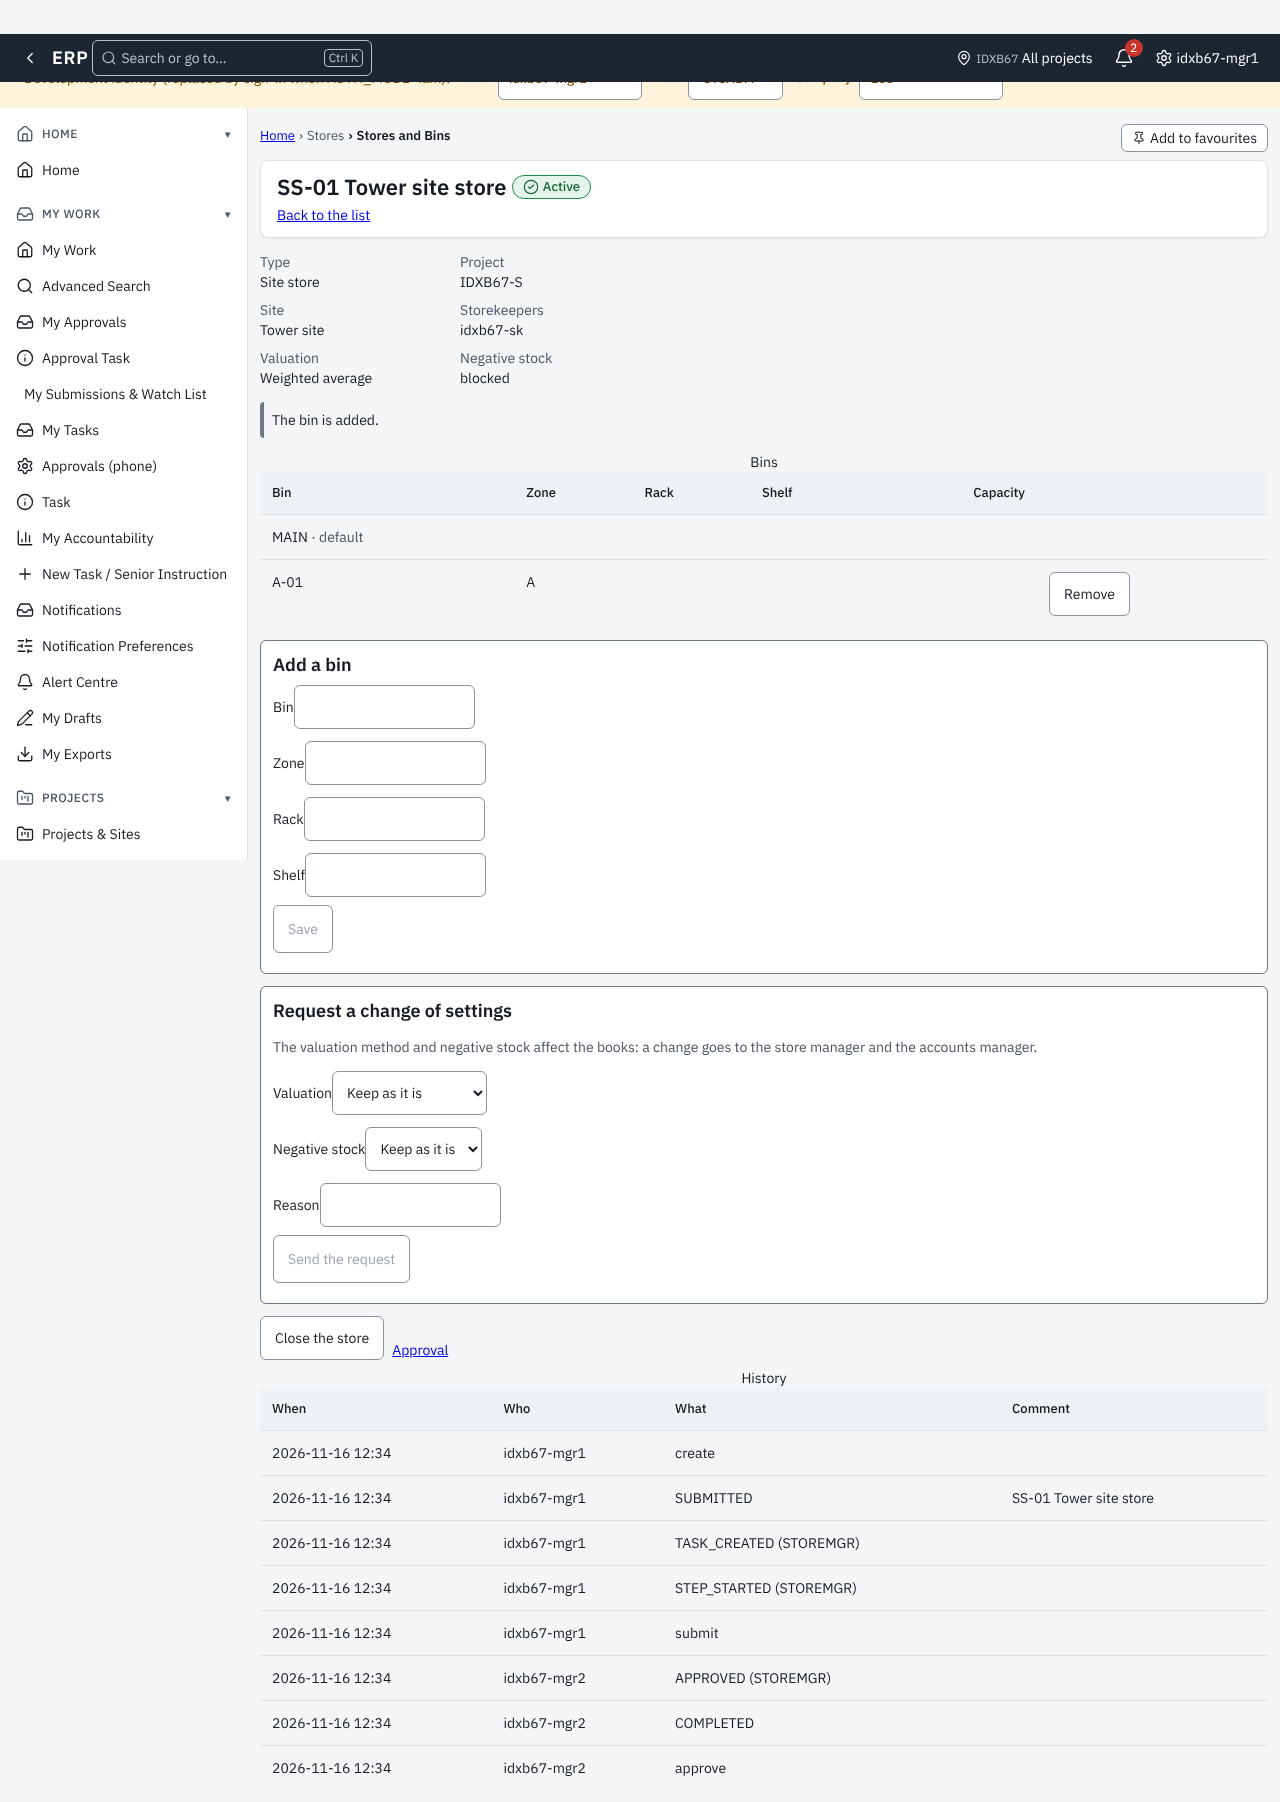 ERP
Search or go to...
Ctrl K
IDXB67 All projects
2
idxb67-mgr1
HOME
Home
MY WORK
My Work
Advanced Search
My Approvals
Approval Task
My Submissions & Watch List
My Tasks
Approvals (phone)
Task
My Accountability
New Task / Senior Instruction
Notifications
Notification Preferences
Alert Centre
My Drafts
My Exports
PROJECTS
Projects & Sites
Home › Stores › Stores and Bins
Add to favourites
SS-01 Tower site store
Active
Back to the list
Type
Site store
Project
IDXB67-S
Site
Tower site
Storekeepers
idxb67-sk
Valuation
Weighted average
Negative stock
blocked
The bin is added.
Bins
Bin Zone Rack Shelf Capacity
MAIN · default
A-01 A Remove
Add a bin
Bin
Zone
Rack
Shelf
Save
Request a change of settings
The valuation method and negative stock affect the books: a change goes to the store manager and the accounts manager.
Valuation Keep as it is
Negative stock Keep as it is
Reason
Send the request
Close the store
Approval
History
When Who What Comment
2026-11-16 12:34 idxb67-mgr1 create
2026-11-16 12:34 idxb67-mgr1 SUBMITTED SS-01 Tower site store
2026-11-16 12:34 idxb67-mgr1 TASK_CREATED (STOREMGR)
2026-11-16 12:34 idxb67-mgr1 STEP_STARTED (STOREMGR)
2026-11-16 12:34 idxb67-mgr1 submit
2026-11-16 12:34 idxb67-mgr2 APPROVED (STOREMGR)
2026-11-16 12:34 idxb67-mgr2 COMPLETED
2026-11-16 12:34 idxb67-mgr2 approve